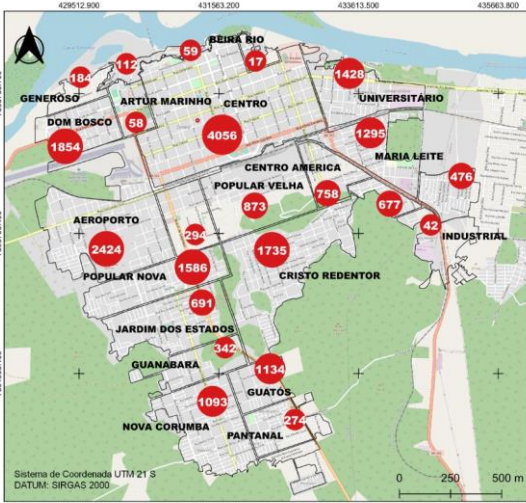 429512.900 431563.200 433613.500 435663.800
BEIRA RIO
59
17
112
184
1428
GENEROSO
ARTUR MARINHO
CENTRO
UNIVERSITÁRIO
DOM BOSCO
58
4056
1295
1854
MARIA LEITE
CENTRO AMERICA
476
POPULAR VELHA
758
873
677
AEROPORTO
42
294
INDUSTRIAL
2424
1735
1586
POPULAR NOVA
CRISTO REDENTOR
691
JARDIM DOS ESTADOS
342
GUANABARA
1134
GUATÓS
1093
274
NOVA CORUMBA
PANTANAL
Sistema de Coordenada UTM 21 S
DATUM: SIRGAS 2000
0 250 500 m